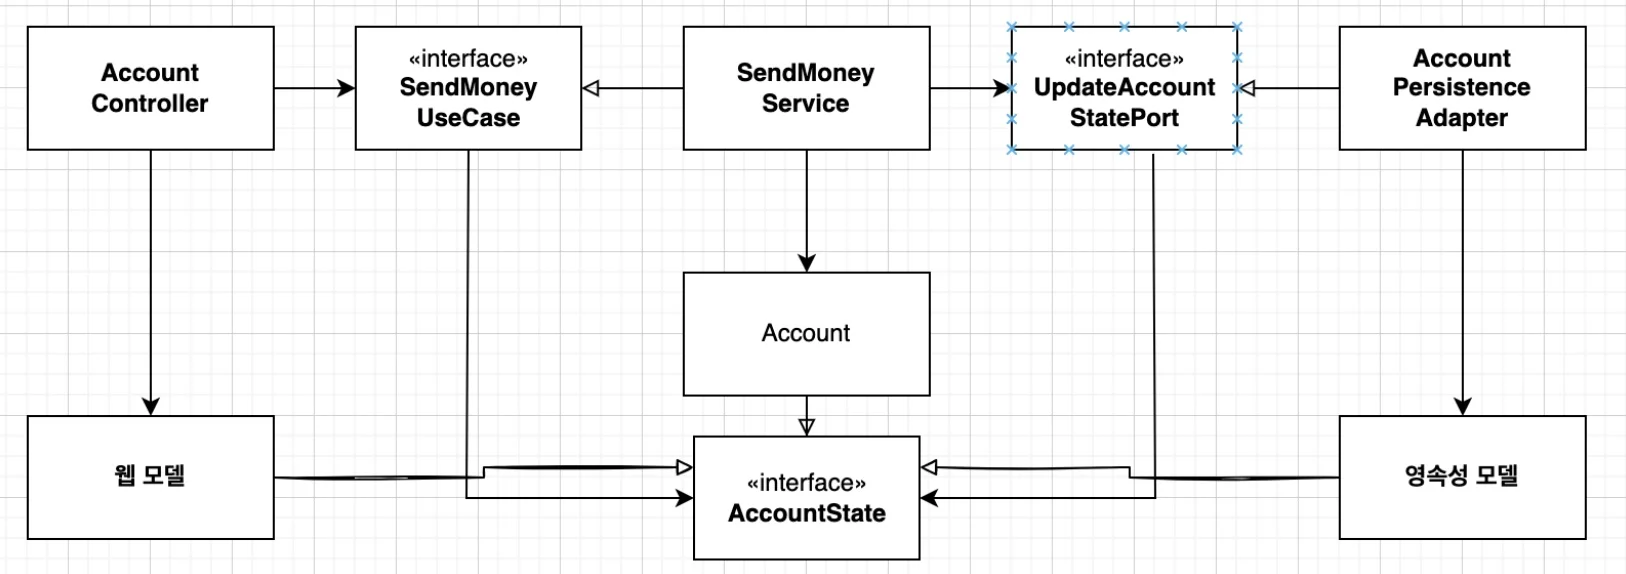 Account
Controller
«interface»
SendMoney
UseCase
SendMoney
Service
«interface»
UpdateAccount
StatePort
Account
Persistence
Adapter
Account
웹 모델
«interface»
AccountState
영속성 모델